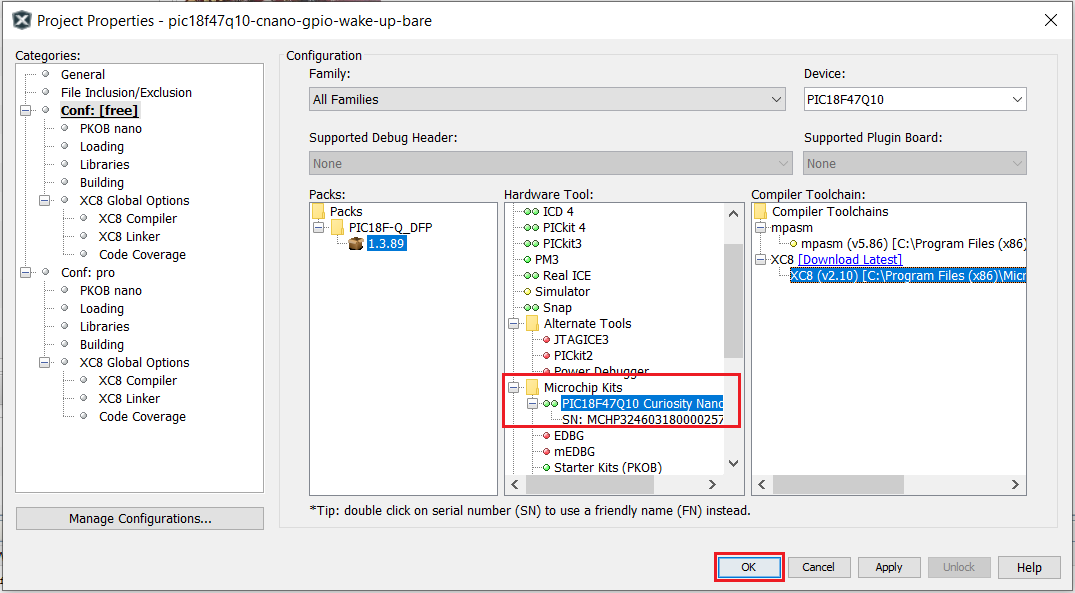 Project Properties - pic18f47q10-cnano-gpio-wake-up-bare
Categories:
General
File Inclusion/Exclusion
Conf: [free]
PKOB nano
Loading
Libraries
Building
XC8 Global Options
XC8 Compiler
XC8 Linker
Code Coverage
Conf: pro
PKOB nano
Loading
Libraries
Building
XC8 Global Options
XC8 Compiler
XC8 Linker
Code Coverage
Manage Configurations...
Configuration
Family:
All Families
Device:
PIC18F47Q10
Supported Debug Header:
None
Supported Plugin Board:
None
Packs:
Packs
PIC18F-Q_DFP
1.3.89
Hardware Tool:
ICD 4
PICkit 4
PICkit3
PM3
Real ICE
Simulator
Snap
Alternate Tools
JTAGICE3
PICkit2
Power Debugger
Microchip Kits
PIC18F47Q10 Curiosity Nano
SN: MCHP324603180000257
EDBG
mEDBG
Starter Kits (PKOB)
Compiler Toolchain:
Compiler Toolchains
mpasm
mpasm (v5.86) [C:\Program Files (x86)
XC8 [Download Latest]
XC8 (v2.10) [C:\Program Files (x86)\Micr
*Tip: double click on serial number (SN) to use a friendly name (FN) instead.
OK
Cancel
Apply
Unlock
Help